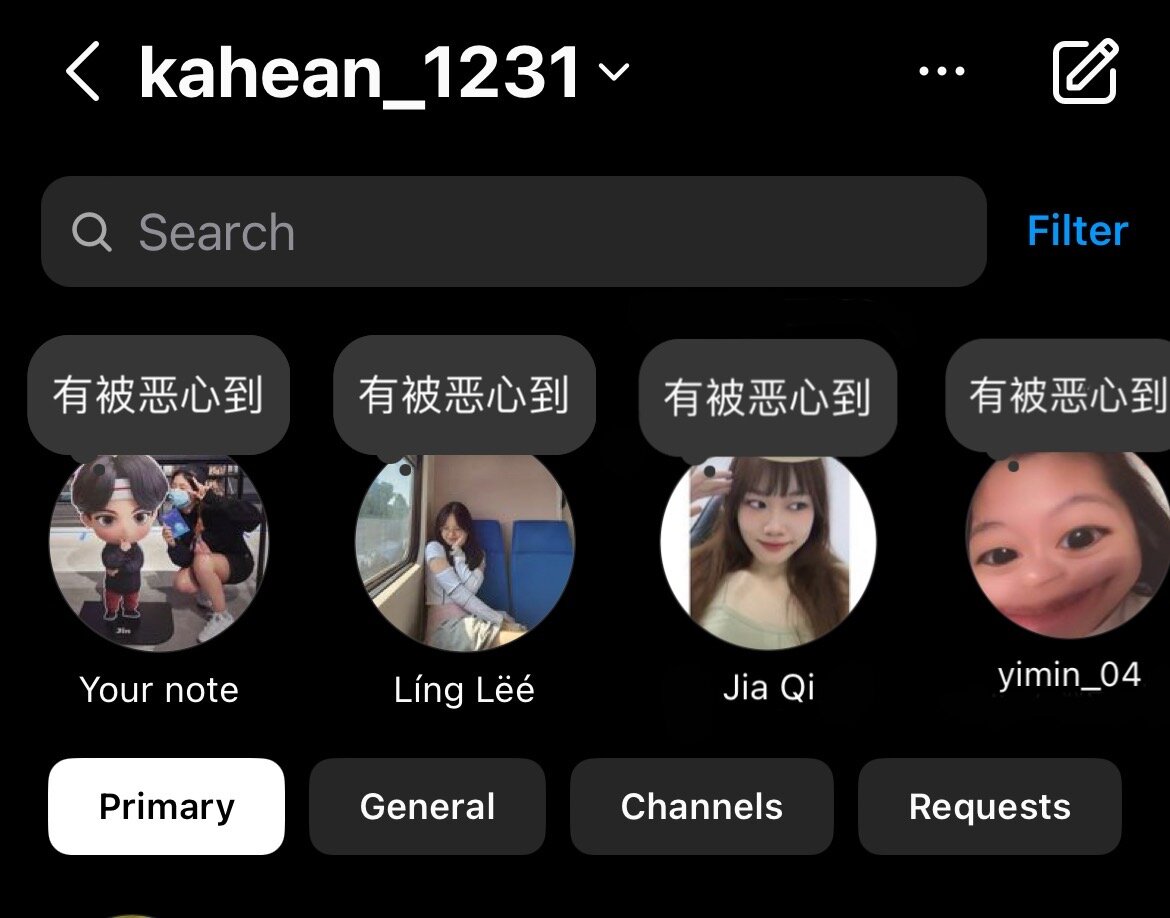 kahean_1231
Search
Filter
有被恶心到
有被恶心到
有被恶心到
有被恶心到
Jin
Your note
Líng Lëé
Jia Qi
yimin_04
Primary
General
Channels
Requests